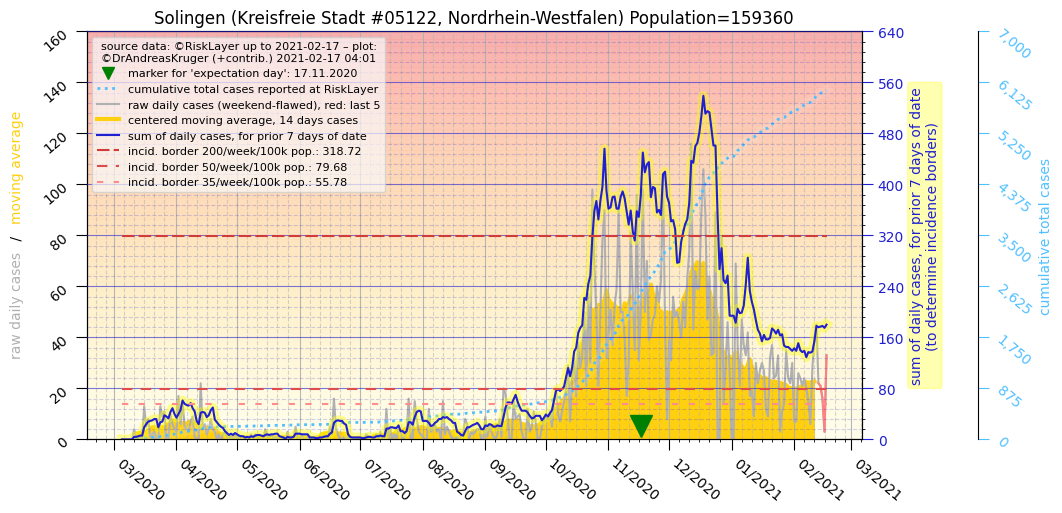 Solingen (Kreisfreie Stadt #05122, Nordrhein-Westfalen) Population=159360
source data: ©RiskLayer up to 2021-02-17 – plot:
©DrAndreasKruger (+contrib.) 2021-02-17 04:01
marker for 'expectation day': 17.11.2020
cumulative total cases reported at RiskLayer
raw daily cases (weekend-flawed), red: last 5
centered moving average, 14 days cases
sum of daily cases, for prior 7 days of date
incid. border 200/week/100k pop.: 318.72
incid. border 50/week/100k pop.: 79.68
incid. border 35/week/100k pop.: 55.78
raw daily cases / moving average
160
140
120
100
80
60
40
20
0
03/2020
04/2020
05/2020
06/2020
07/2020
08/2020
09/2020
10/2020
11/2020
12/2020
01/2021
02/2021
03/2021
640
560
480
400
320
240
160
80
0
sum of daily cases, for prior 7 days of date
(to determine incidence borders)
7,000
6,125
5,250
4,375
3,500
2,625
1,750
875
0
cumulative total cases